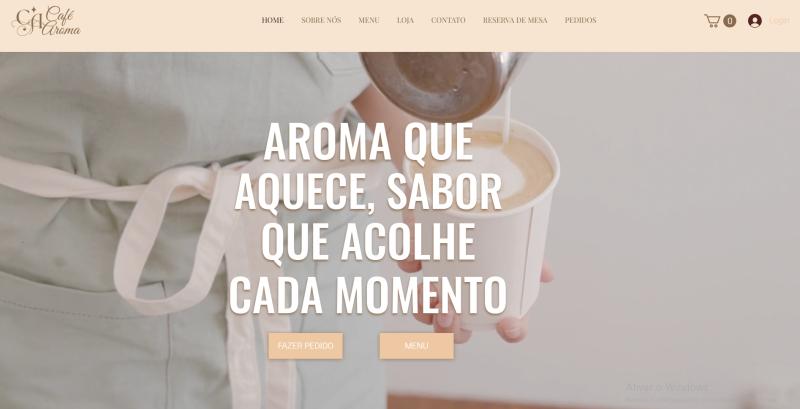 CA Café
Aroma
HOME SOBRE NÓS MENU LOJA CONTATO RESERVA DE MESA PEDIDOS
0 Login
AROMA QUE
AQUECE, SABOR
QUE ACOLHE
CADA MOMENTO
FAZER PEDIDO MENU
Ativar o Windows